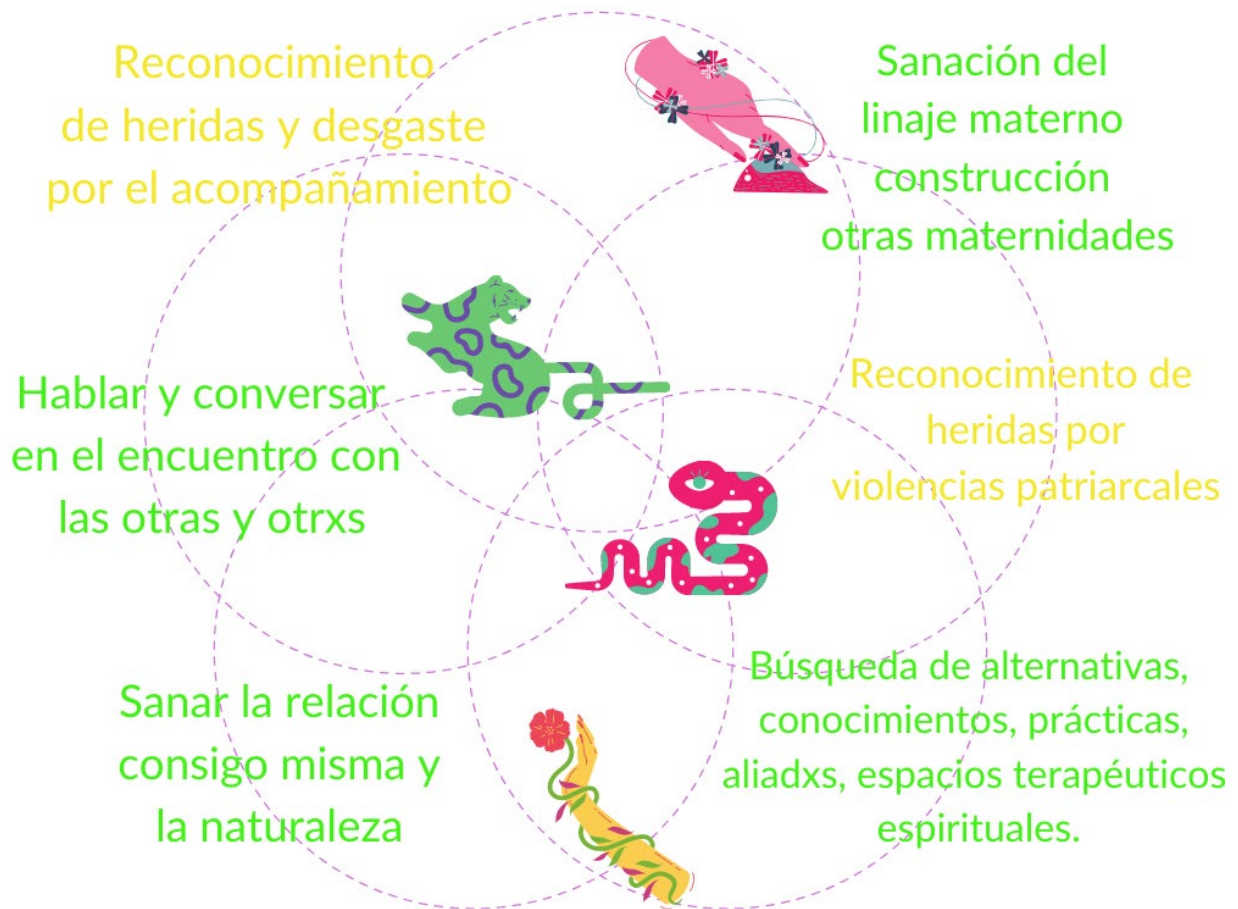 Reconocimiento
de heridas y desgaste
por el acompañamiento
Sanación del
linaje materno
construcción
otras maternidades
Hablar y conversar
en el encuentro con
las otras y otrxs
Reconocimiento de
heridas por
violencias patriarcales
Sanar la relación
consigo misma y
la naturaleza
Búsqueda de alternativas,
conocimientos, prácticas,
aliadxs, espacios terapéuticos
espirituales.